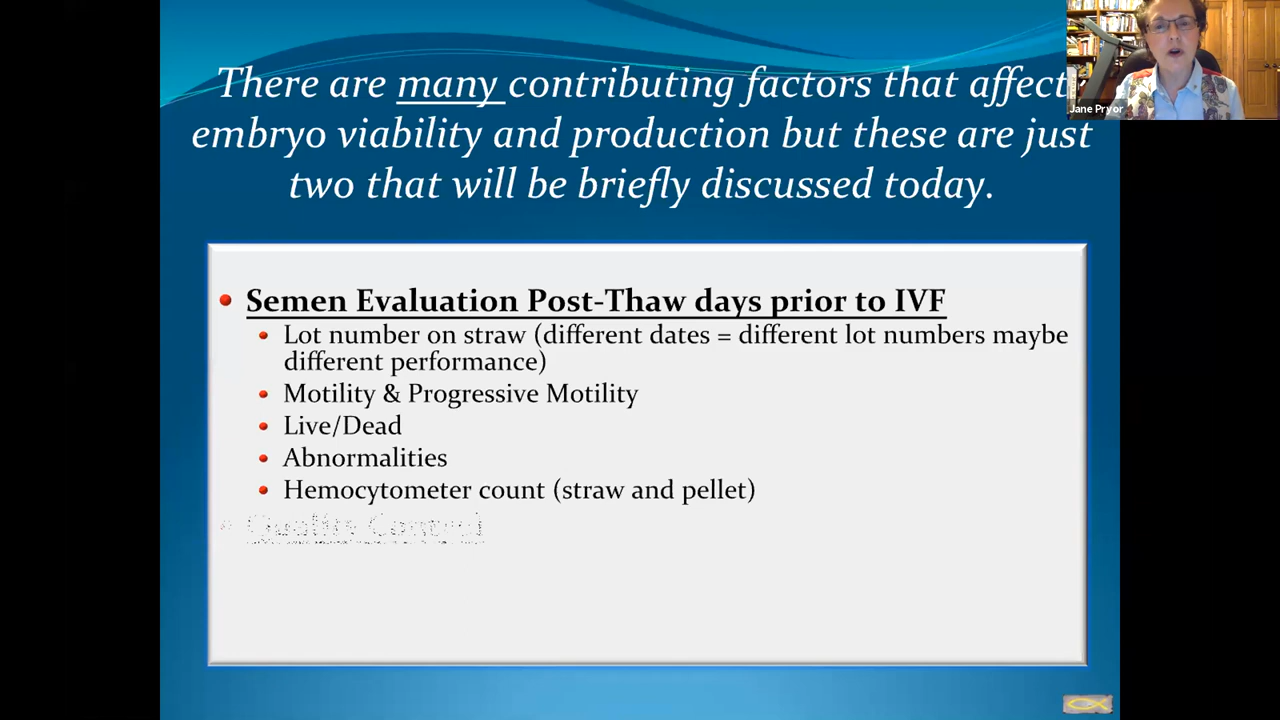 There are many contributing factors that affect
embryo viability and production but these are just
two that will be briefly discussed today.
Jane Pryor
• Semen Evaluation Post-Thaw days prior to IVF
• Lot number on straw (different dates = different lot numbers maybe
different performance)
• Motility & Progressive Motility
• Live/Dead
• Abnormalities
• Hemocytometer count (straw and pellet)
• Quality Control